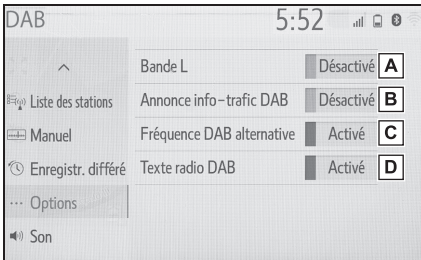 DAB 5:52
Bande L Désactivé A
Liste des stations Annonce info-trafic DAB Désactivé B
Manuel Fréquence DAB alternative Activé C
Enregistr. différé Texte radio DAB Activé D
... Options
Son